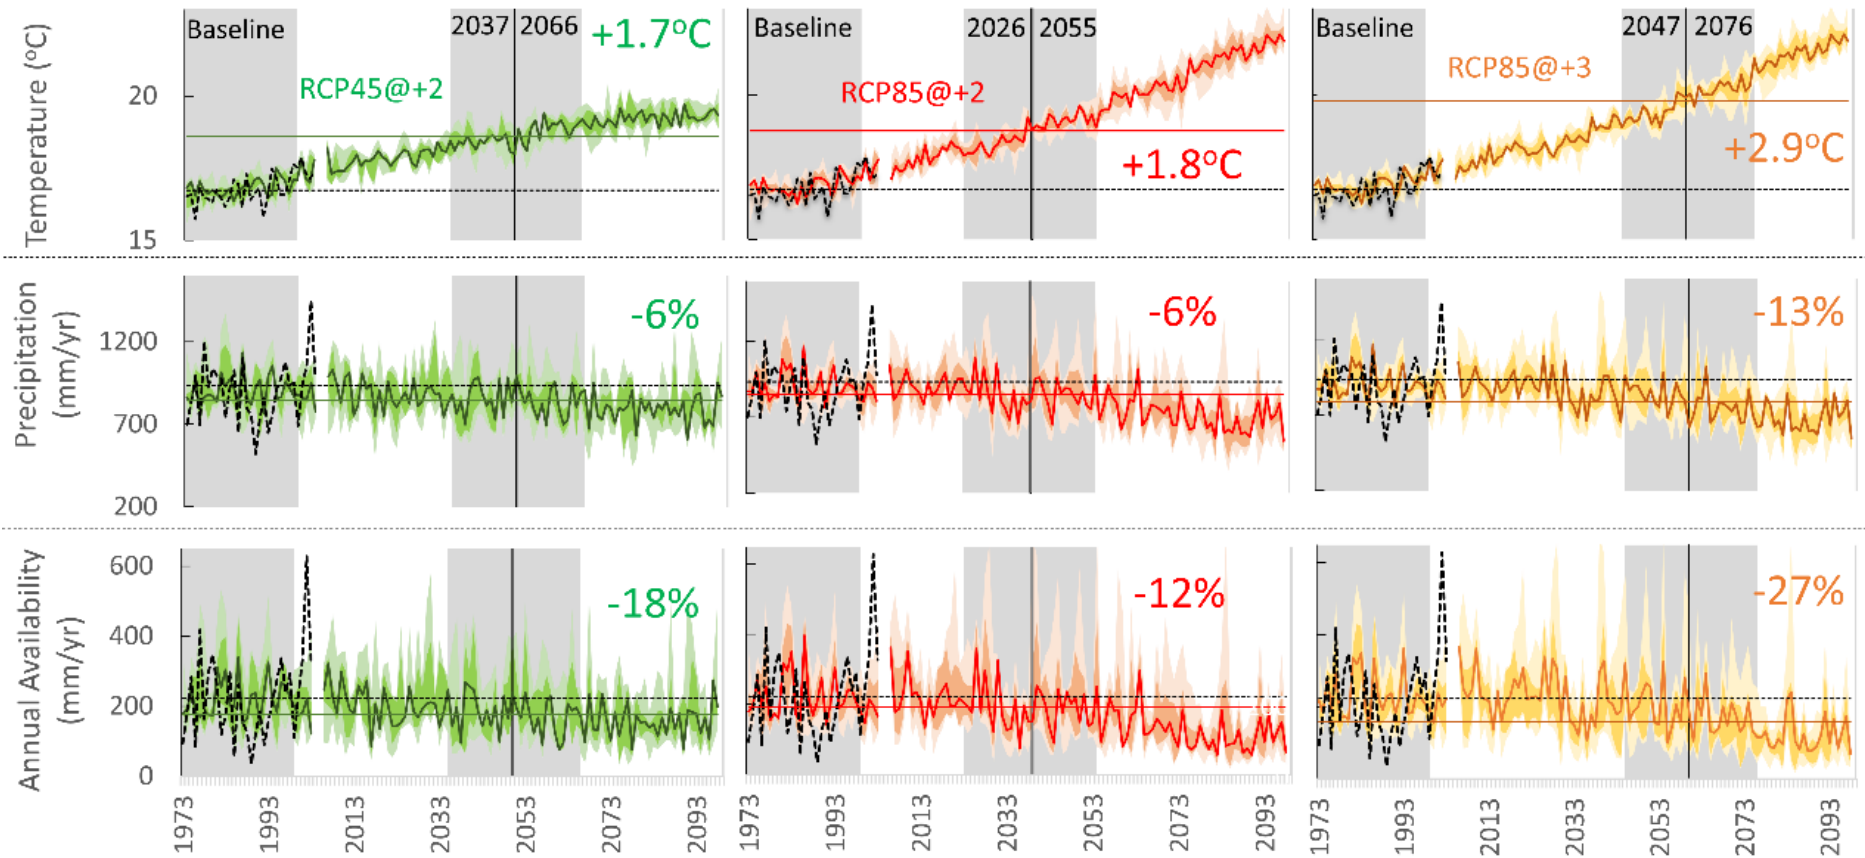 Temperature (°C)
20
15
Baseline
2037 2066
+1.7°C
RCP45@+2
Baseline
2026 2055
RCP85@+2
+1.8°C
Baseline
2047 2076
RCP85@+3
+2.9°C
Precipitation
(mm/yr)
1200
700
200
-6%
-6%
-13%
Annual Availability
(mm/yr)
600
400
200
0
-18%
-12%
-27%
1973 1993 2013 2033 2053 2073 2093
1973 1993 2013 2033 2053 2073 2093
1973 1993 2013 2033 2053 2073 2093